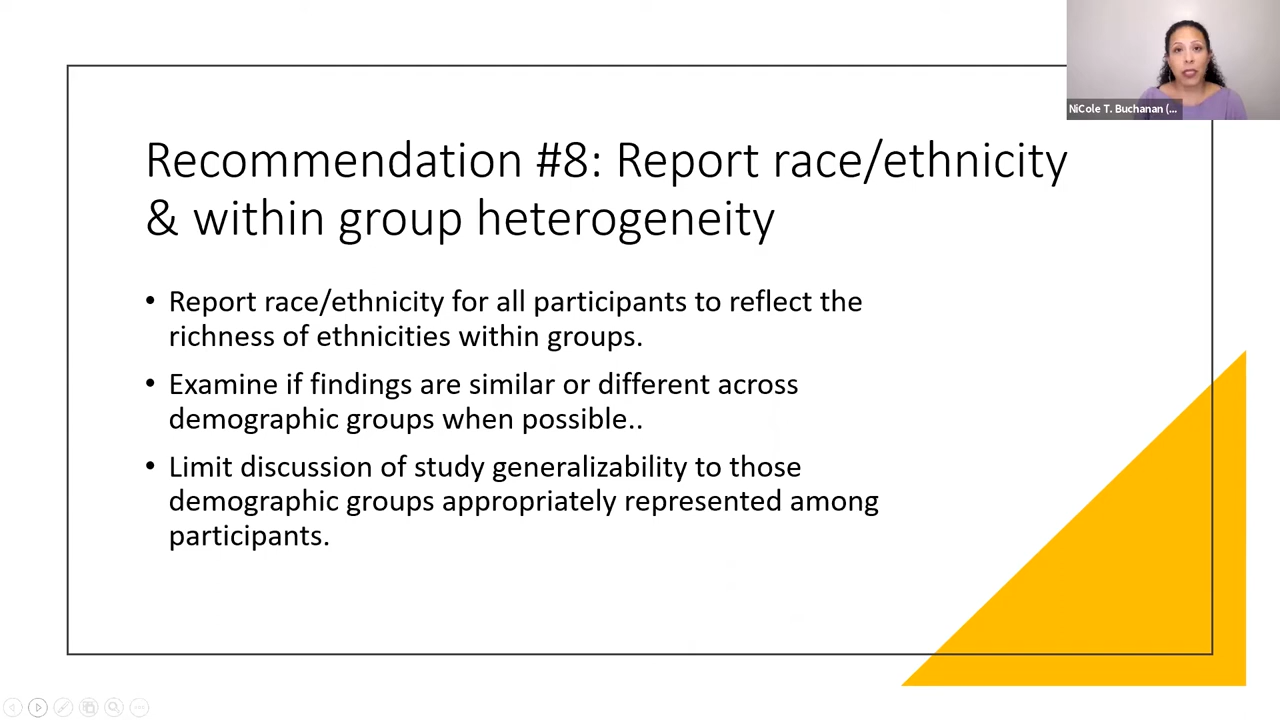 NiCole T. Buchanan (...
Recommendation #8: Report race/ethnicity
& within group heterogeneity
• Report race/ethnicity for all participants to reflect the
richness of ethnicities within groups.
• Examine if findings are similar or different across
demographic groups when possible..
• Limit discussion of study generalizability to those
demographic groups appropriately represented among
participants.